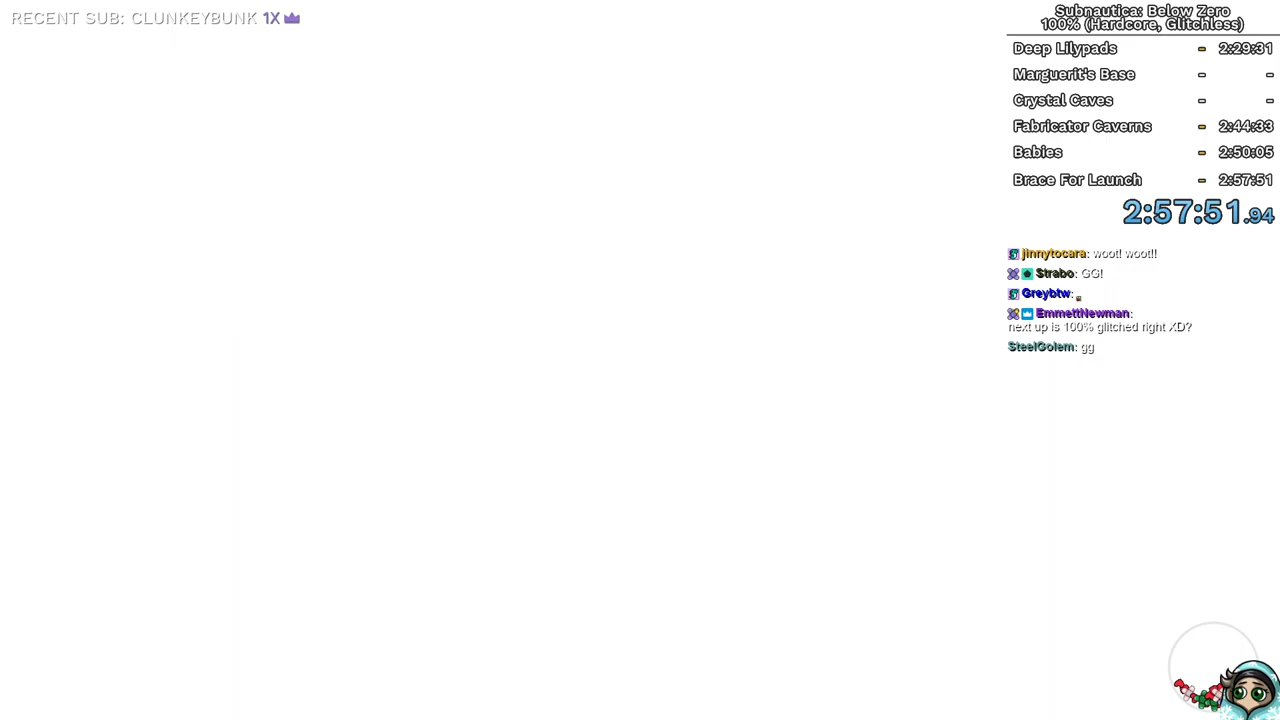 RECENT SUB: CLUNKEYBUNK 1X
Subnautica: Below Zero
100% (Hardcore, Glitchless)
Deep Lilypads - 2:29:31
Marguerit's Base - -
Crystal Caves - -
Fabricator Caverns - 2:44:33
Babies - 2:50:05
Brace For Launch - 2:57:51
2:57:51.94
jinnytocara: woot! woot!!
Strabo: GG!
Greybtw:
EmmettNewman:
next up is 100% glitched right XD?
SteelGolem: gg